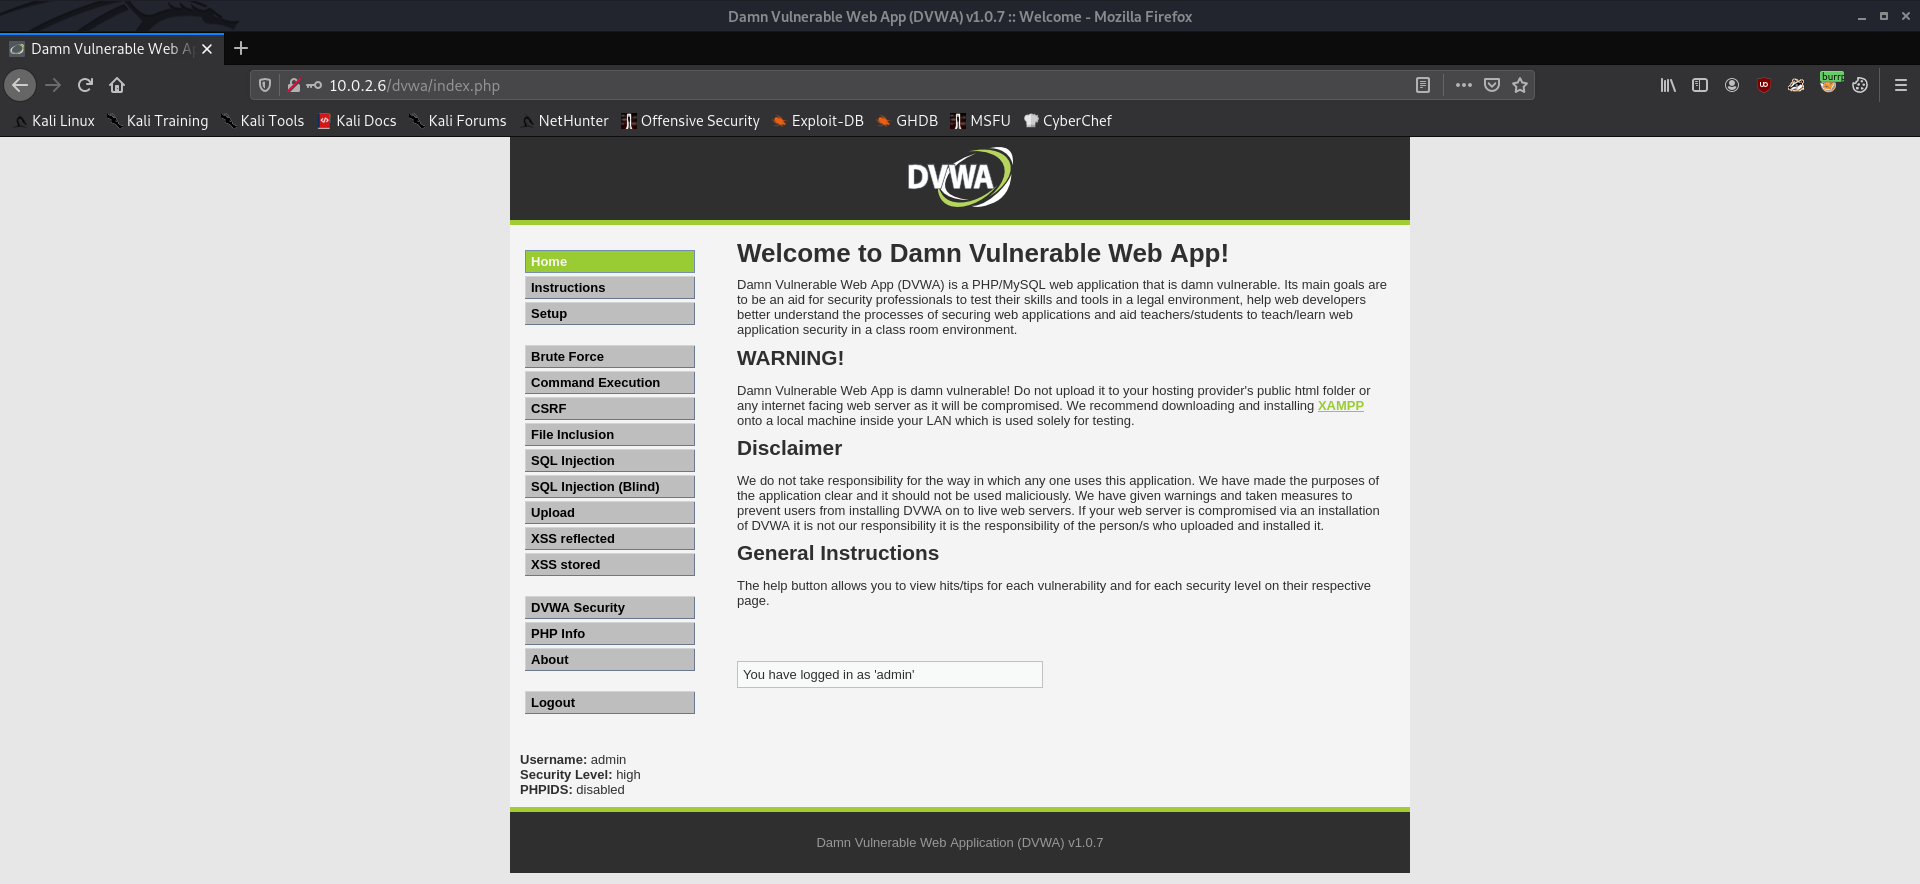 Damn Vulnerable Web App (DVWA) v1.0.7 :: Welcome - Mozilla Firefox
Damn Vulnerable Web A
10.0.2.6/dvwa/index.php
Kali Linux Kali Training Kali Tools Kali Docs Kali Forums NetHunter Offensive Security Exploit-DB GHDB MSFU CyberChef
DVWA
Home
Instructions
Setup
Brute Force
Command Execution
CSRF
File Inclusion
SQL Injection
SQL Injection (Blind)
Upload
XSS reflected
XSS stored
DVWA Security
PHP Info
About
Logout
Username: admin
Security Level: high
PHPIDS: disabled
Welcome to Damn Vulnerable Web App!
Damn Vulnerable Web App (DVWA) is a PHP/MySQL web application that is damn vulnerable. Its main goals are
to be an aid for security professionals to test their skills and tools in a legal environment, help web developers
better understand the processes of securing web applications and aid teachers/students to teach/learn web
application security in a class room environment.
WARNING!
Damn Vulnerable Web App is damn vulnerable! Do not upload it to your hosting provider's public html folder or
any internet facing web server as it will be compromised. We recommend downloading and installing XAMPP
onto a local machine inside your LAN which is used solely for testing.
Disclaimer
We do not take responsibility for the way in which any one uses this application. We have made the purposes of
the application clear and it should not be used maliciously. We have given warnings and taken measures to
prevent users from installing DVWA on to live web servers. If your web server is compromised via an installation
of DVWA it is not our responsibility it is the responsibility of the person/s who uploaded and installed it.
General Instructions
The help button allows you to view hits/tips for each vulnerability and for each security level on their respective
page.
You have logged in as 'admin'
Damn Vulnerable Web Application (DVWA) v1.0.7